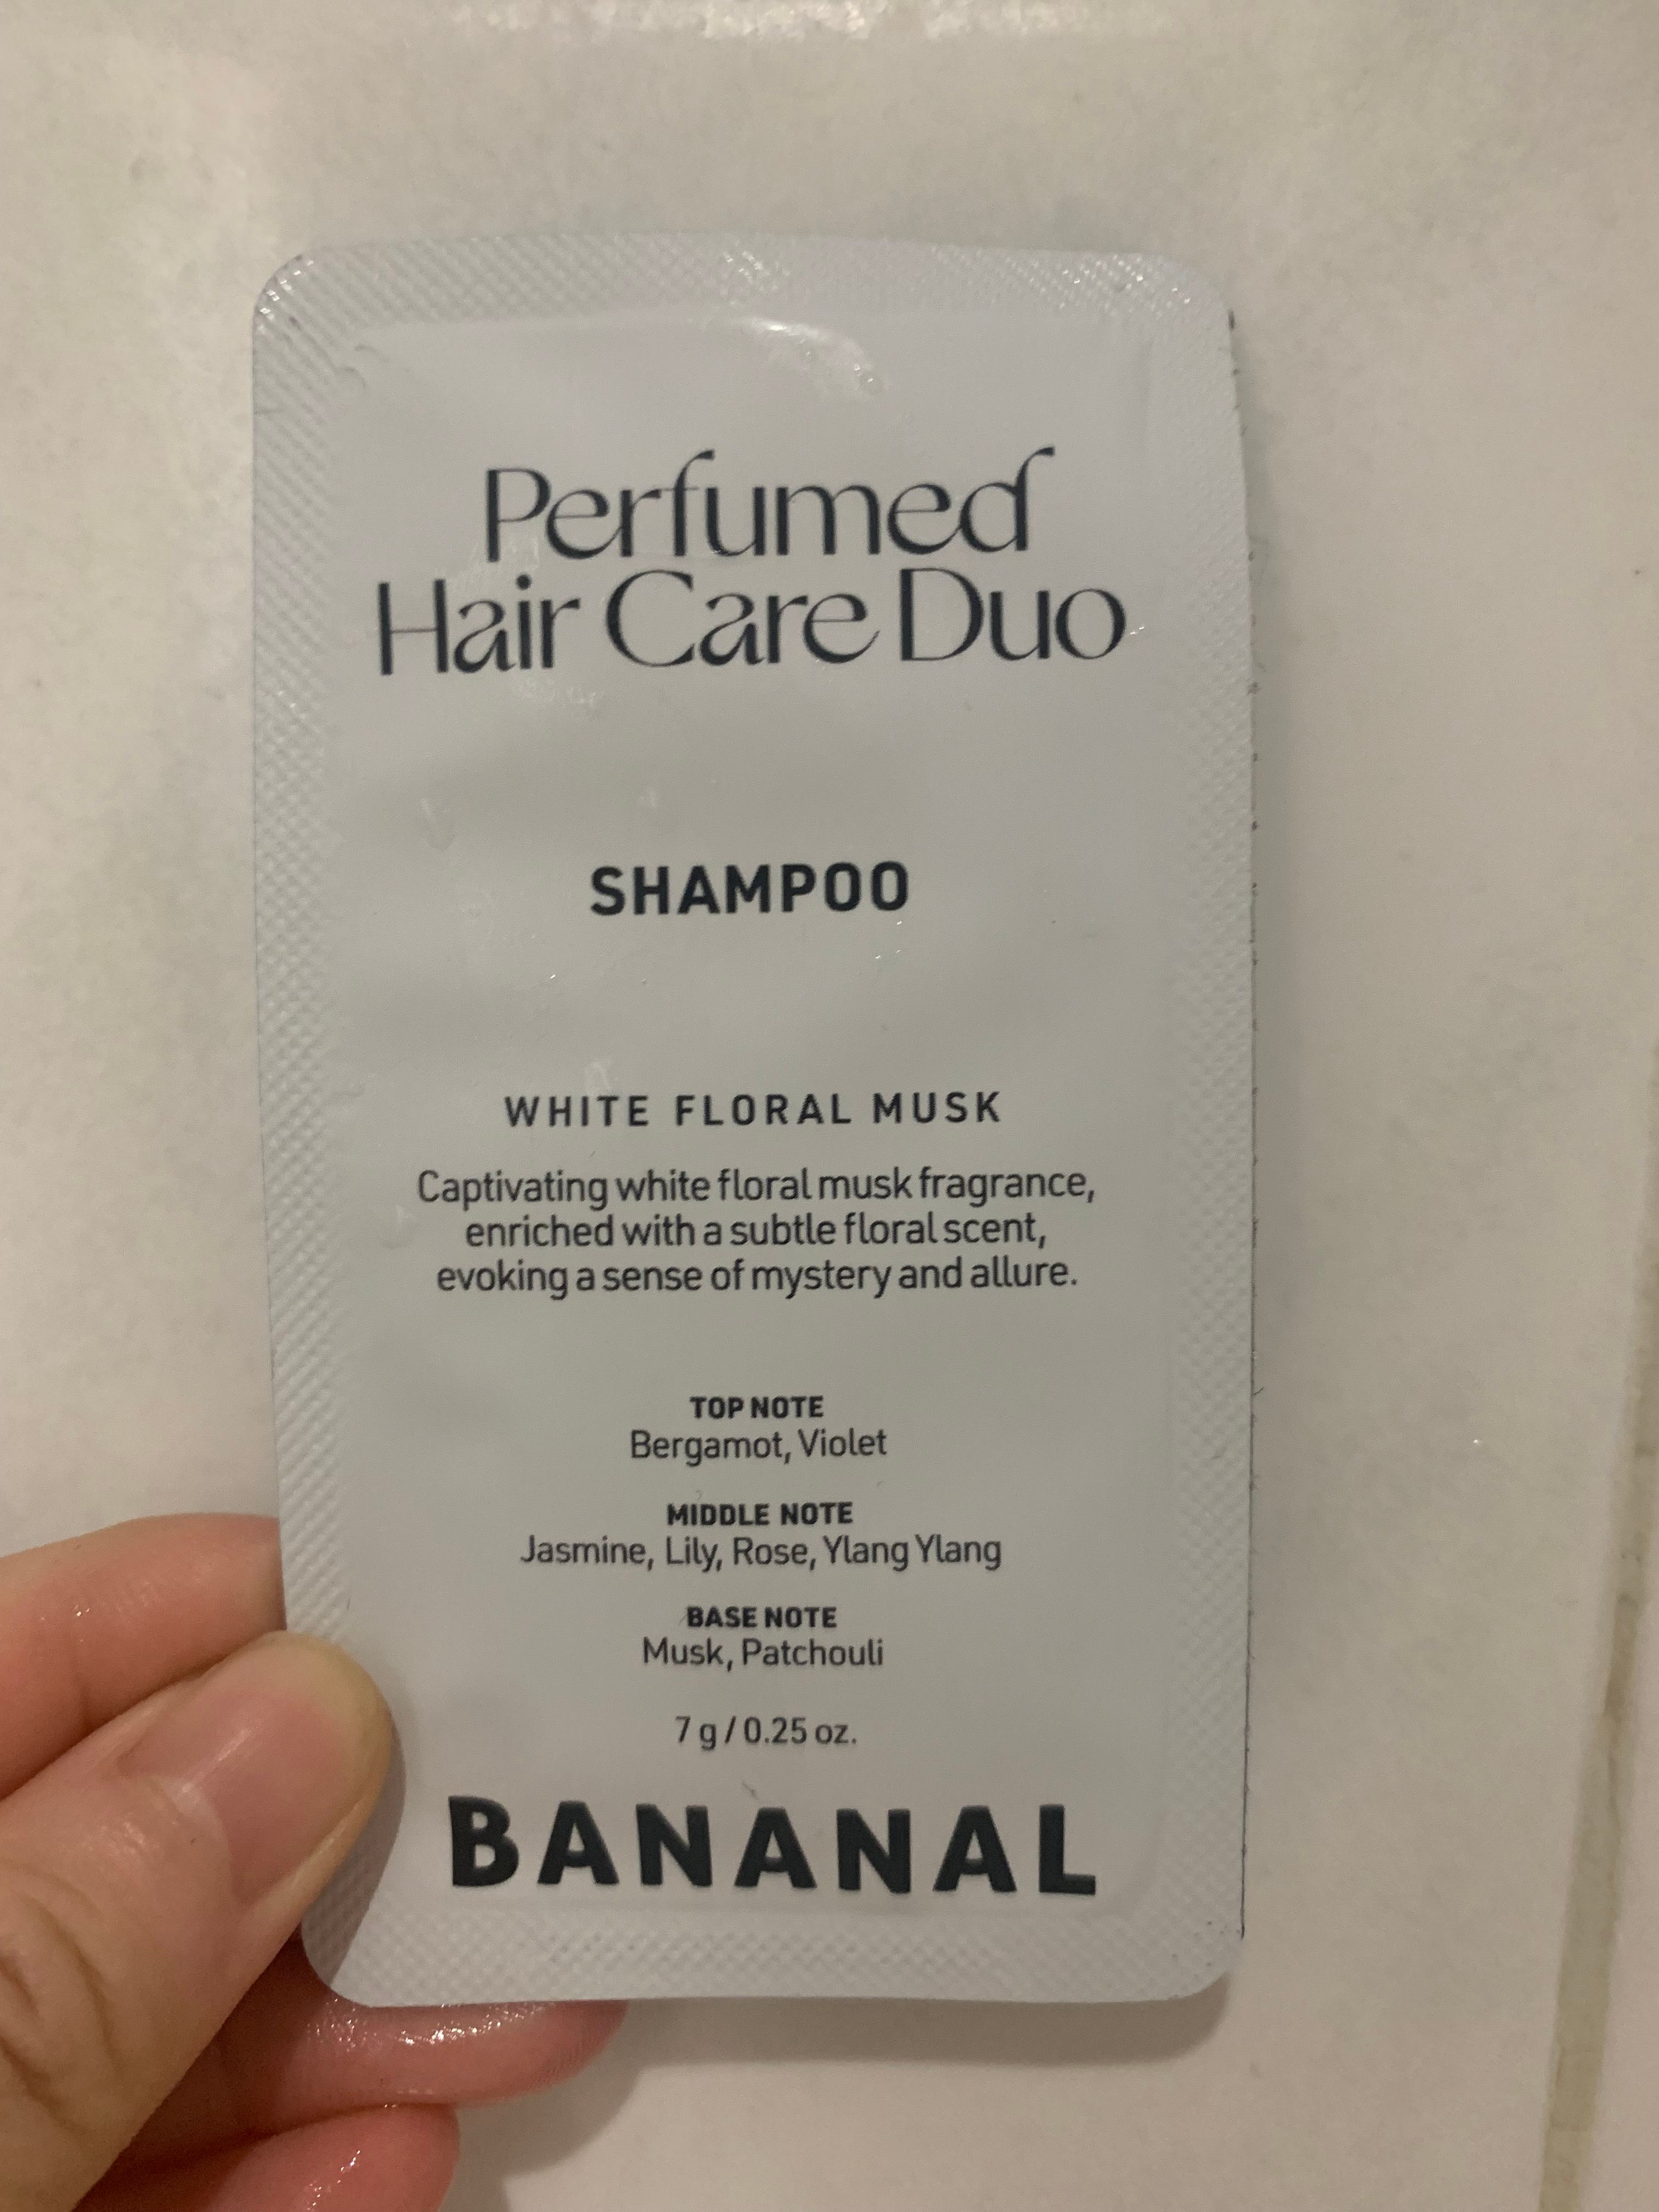 Perfumed
Hair Care Duo
SHAMPOO
WHITE FLORAL MUSK
Captivating white floral musk fragrance,
enriched with a subtle floral scent,
evoking a sense of mystery and allure.
TOP NOTE
Bergamot, Violet
MIDDLE NOTE
Jasmine, Lily, Rose, Ylang Ylang
BASE NOTE
Musk, Patchouli
7 g / 0.25 oz.
BANANAL